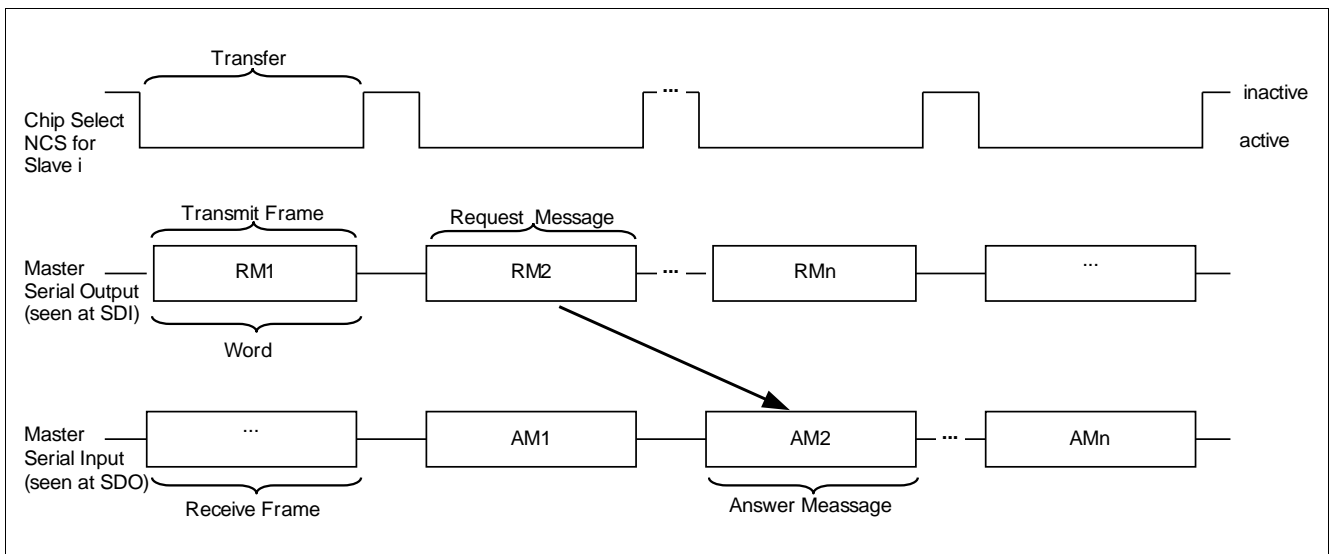 Transfer
...
inactive
Chip Select
NCS for
Slave i
active
Transmit Frame
Request Message
Master
Serial Output
(seen at SDI)
RM1
RM2
...
RMn
...
Word
Master
Serial Input
(seen at SDO)
...
AM1
AM2
...
AMn
Receive Frame
Answer Meassage